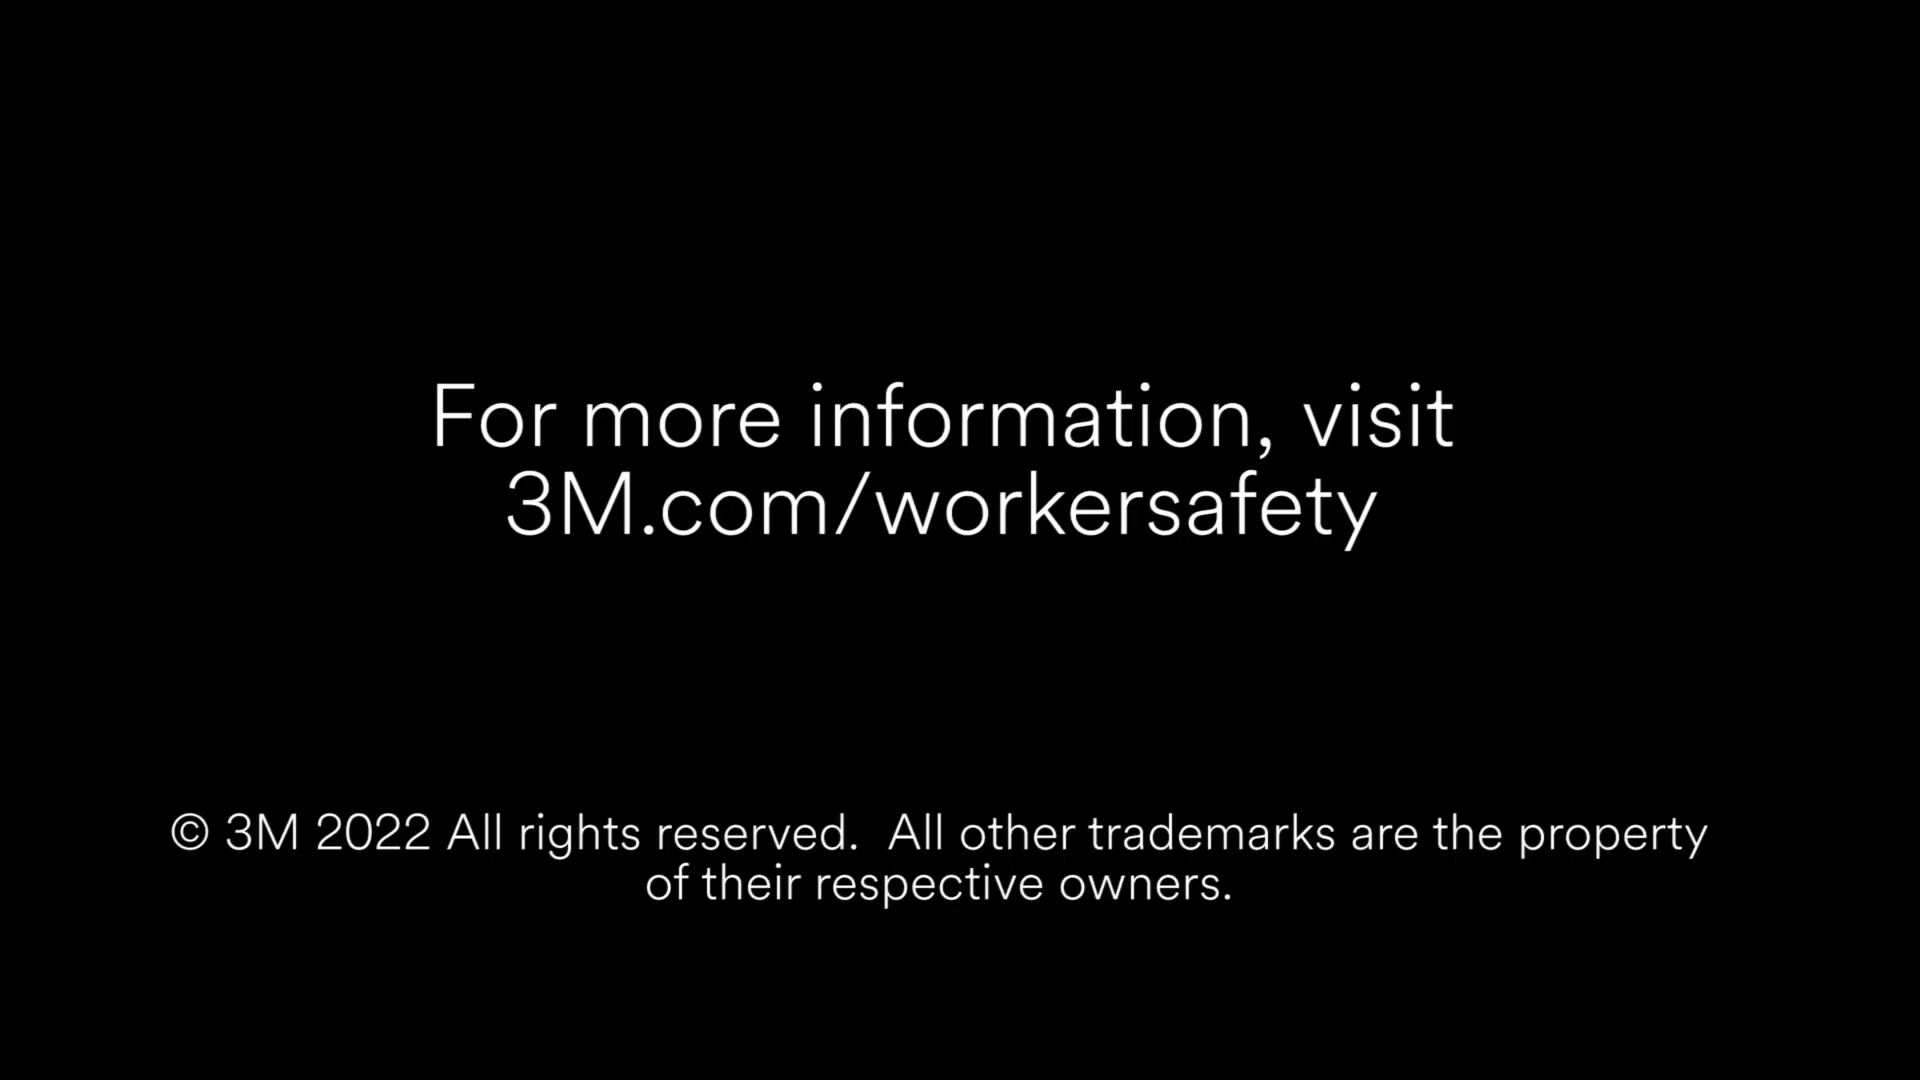 For more information, visit
3M.com/workersafety
© 3M 2022 All rights reserved.  All other trademarks are the property
of their respective owners.